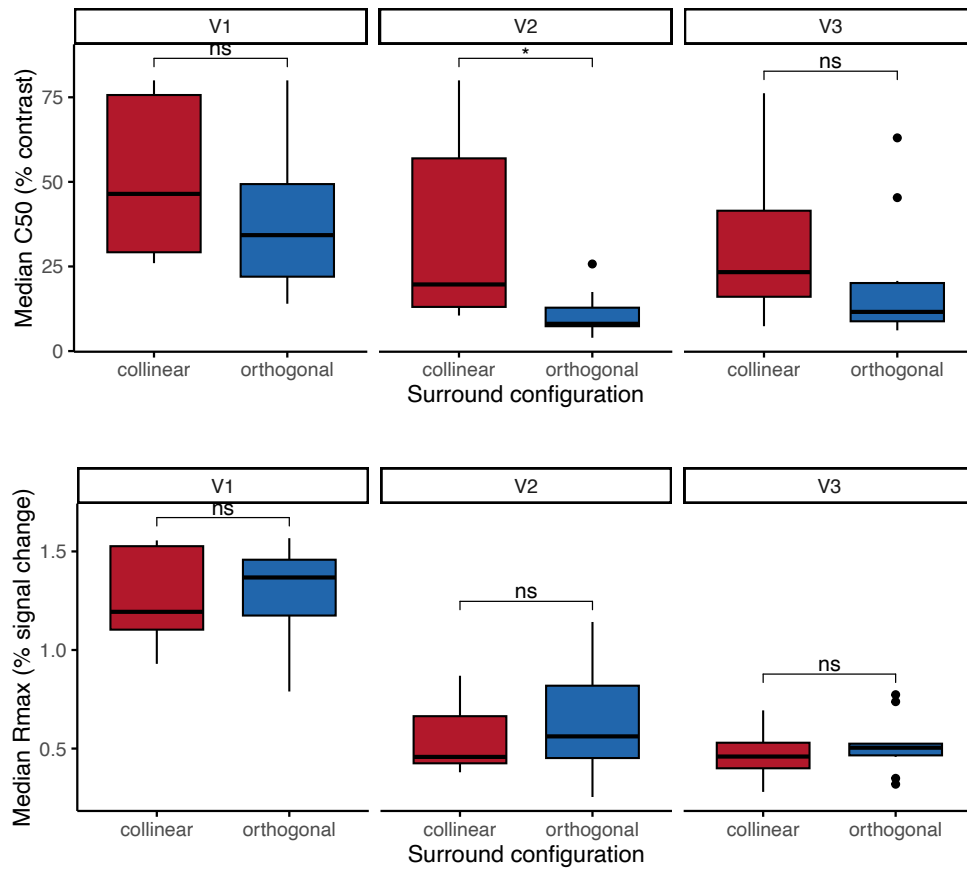 V1 V2 V3
ns * ns
Median C50 (% contrast)
75
50
25
0
collinear orthogonal collinear orthogonal collinear orthogonal
Surround configuration
V1 V2 V3
ns ns ns
Median Rmax (% signal change)
1.5
1.0
0.5
collinear orthogonal collinear orthogonal collinear orthogonal
Surround configuration